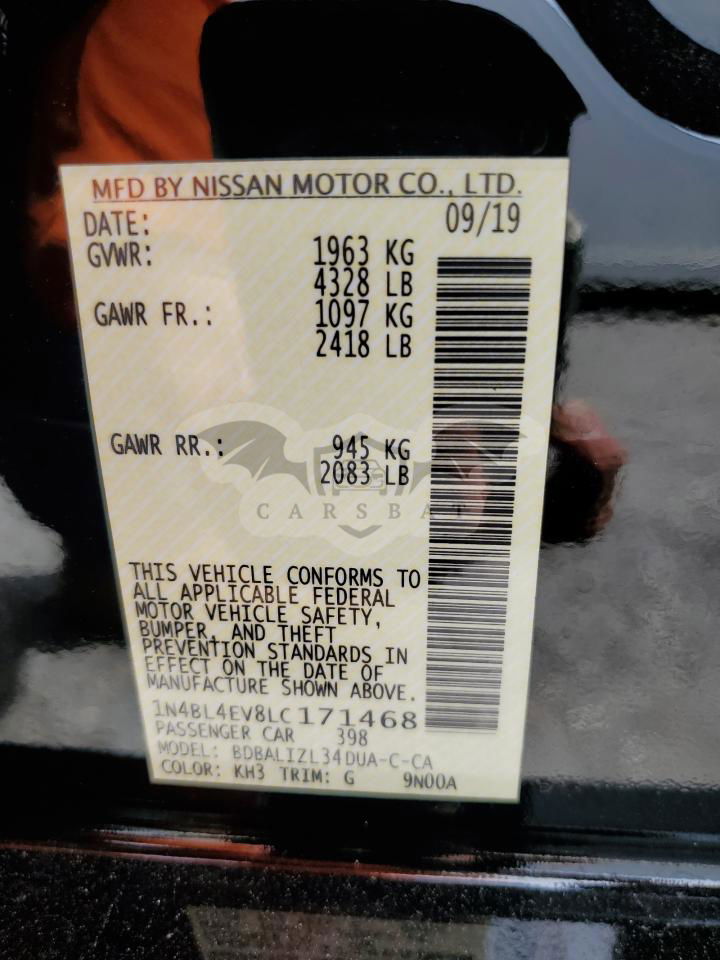 MFD BY NISSAN MOTOR CO., LTD.
DATE: 09/19
GVWR: 1963 KG
4328 LB
GAWR FR.: 1097 KG
2418 LB
GAWR RR.: 945 KG
2083 LB
CARSBAT
THIS VEHICLE CONFORMS TO
ALL APPLICABLE FEDERAL
MOTOR VEHICLE SAFETY,
BUMPER, AND THEFT
PREVENTION STANDARDS IN
EFFECT ON THE DATE OF
MANUFACTURE SHOWN ABOVE.
1N4BL4EV8LC171468
PASSENGER CAR 398
MODEL: BDBALIZL34DUA-C-CA
COLOR: KH3 TRIM: G 9N00A